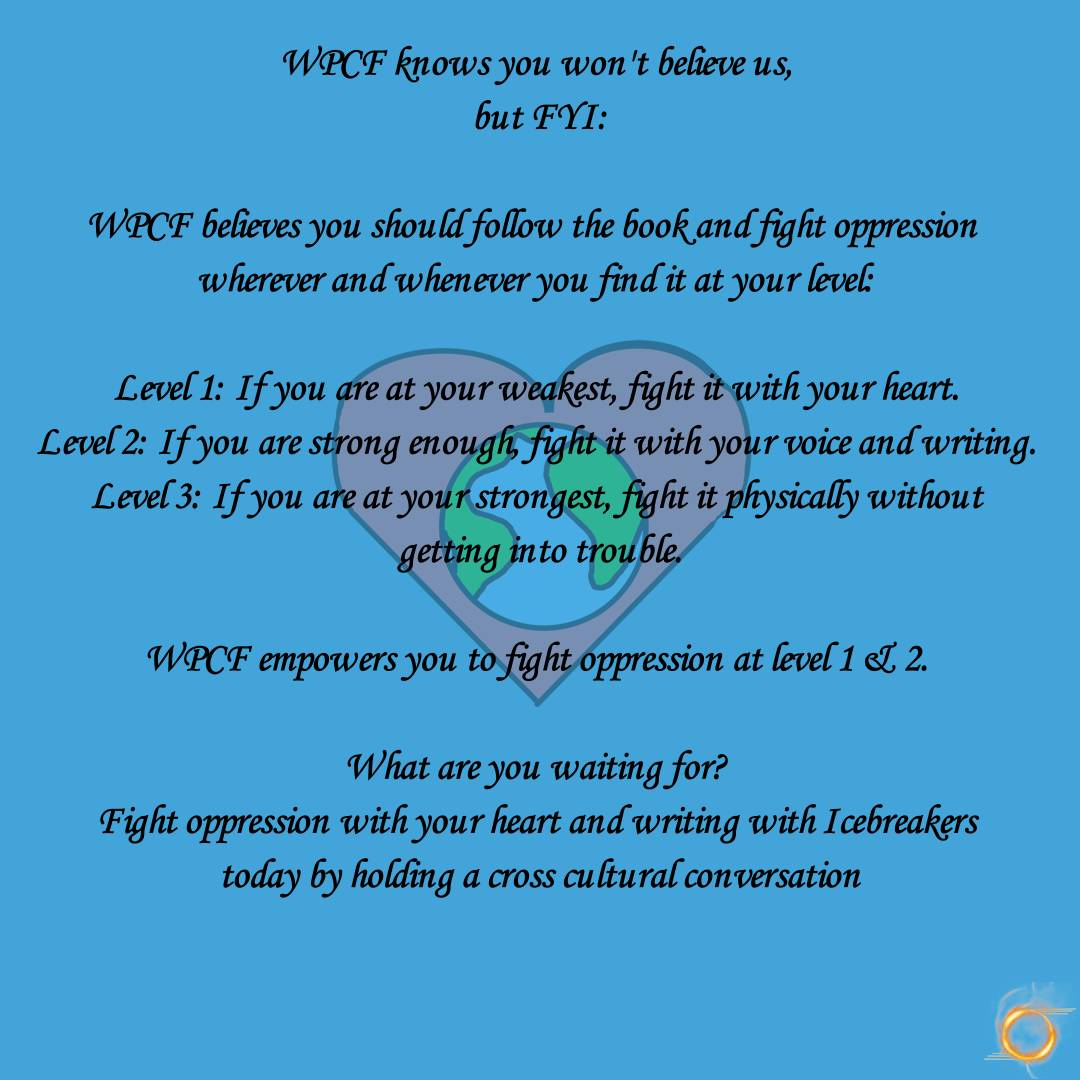 WPCF knows you won't believe us,
but FYI:
WPCF believes you should follow the book and fight oppression
wherever and whenever you find it at your level:
Level 1: If you are at your weakest, fight it with your heart.
Level 2: If you are strong enough, fight it with your voice and writing.
Level 3: If you are at your strongest, fight it physically without
getting into trouble.
WPCF empowers you to fight oppression at level 1 & 2.
What are you waiting for?
Fight oppression with your heart and writing with Icebreakers
today by holding a cross cultural conversation